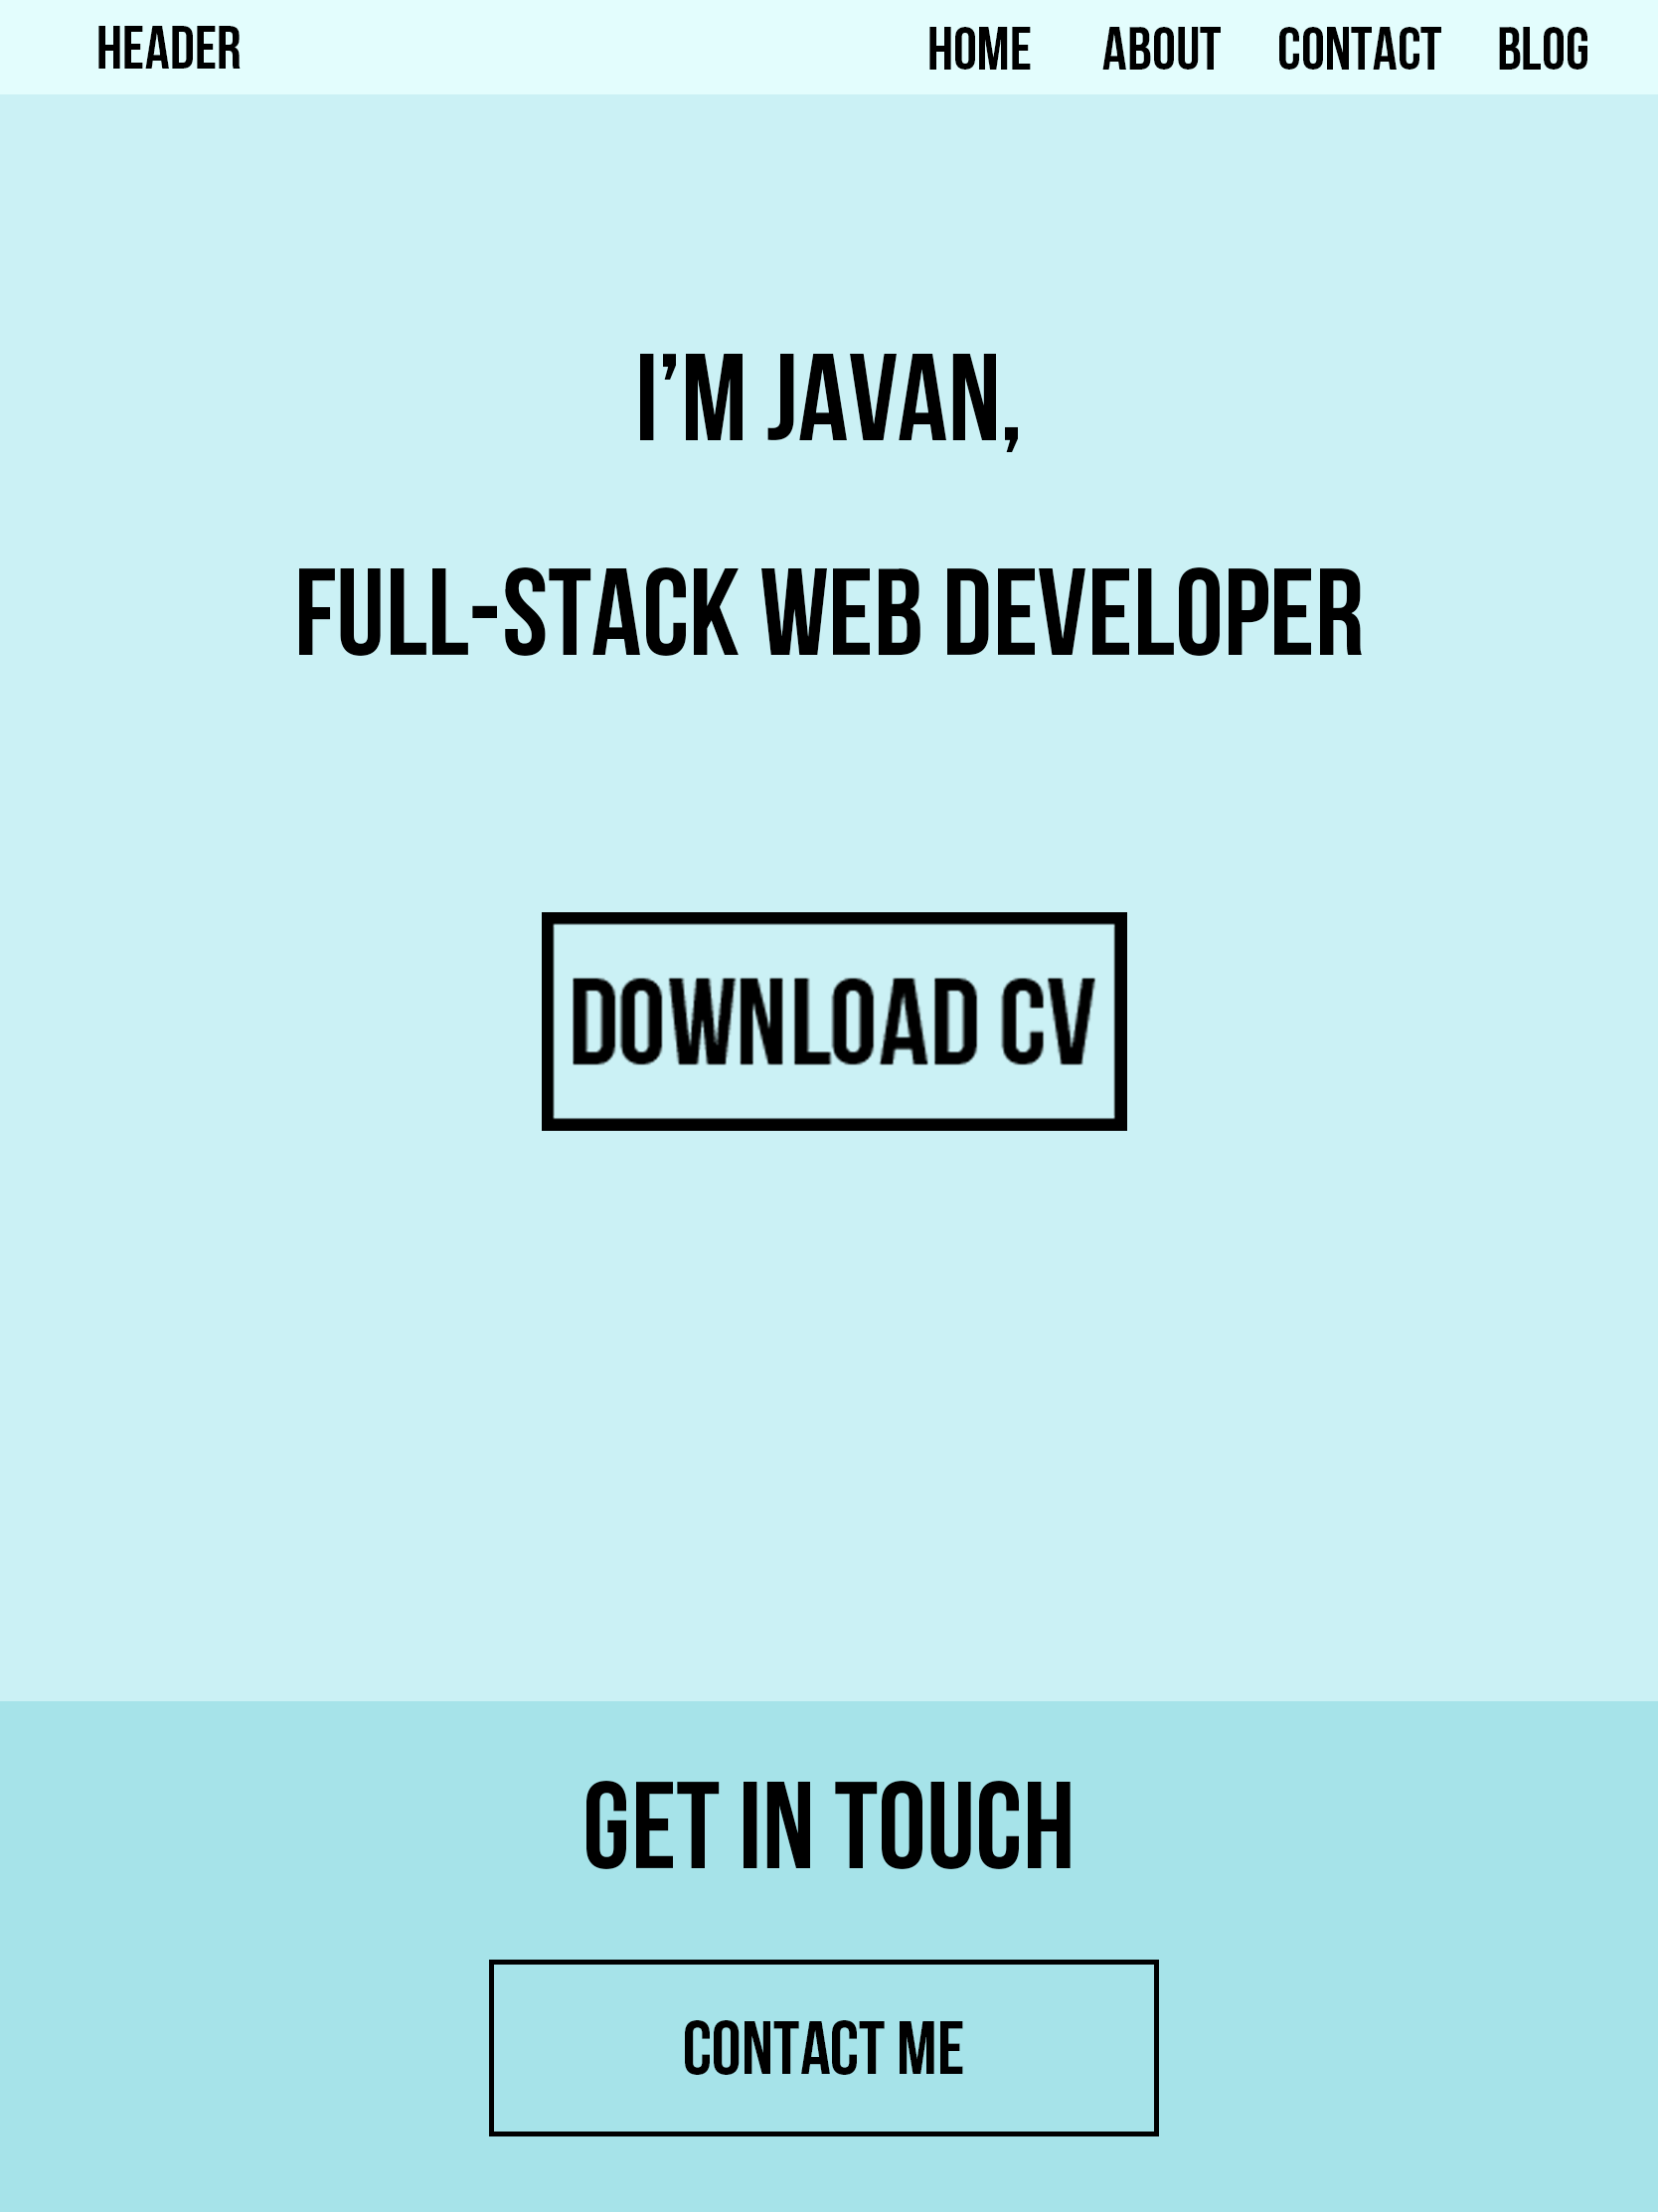 HEADER HOME ABOUT CONTACT BLOG
I’M JAVAN,
FULL-STACK WEB DEVELOPER
DOWNLOAD CV
GET IN TOUCH
CONTACT ME